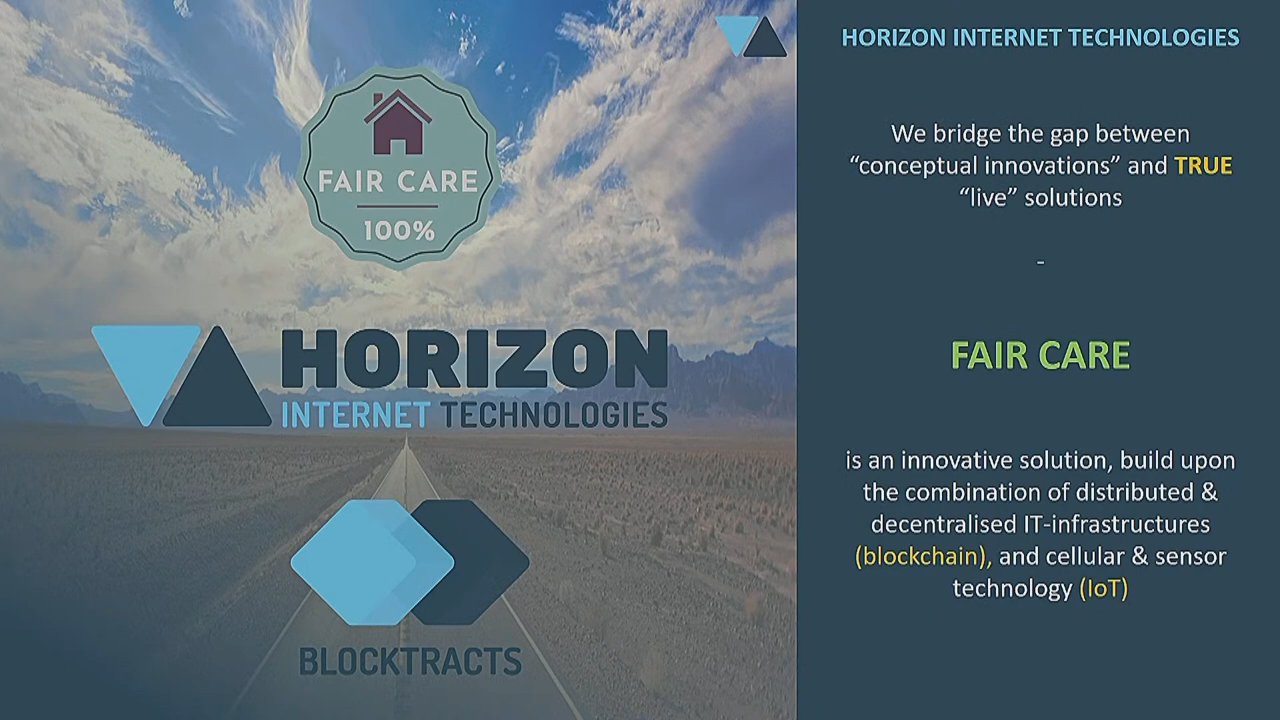 FAIR CARE
100%
HORIZON
INTERNET TECHNOLOGIES
BLOCKTRACTS
HORIZON INTERNET TECHNOLOGIES
We bridge the gap between
“conceptual innovations” and TRUE
“live” solutions
-
FAIR CARE
is an innovative solution, build upon
the combination of distributed &
decentralised IT-infrastructures
(blockchain), and cellular & sensor
technology (IoT)